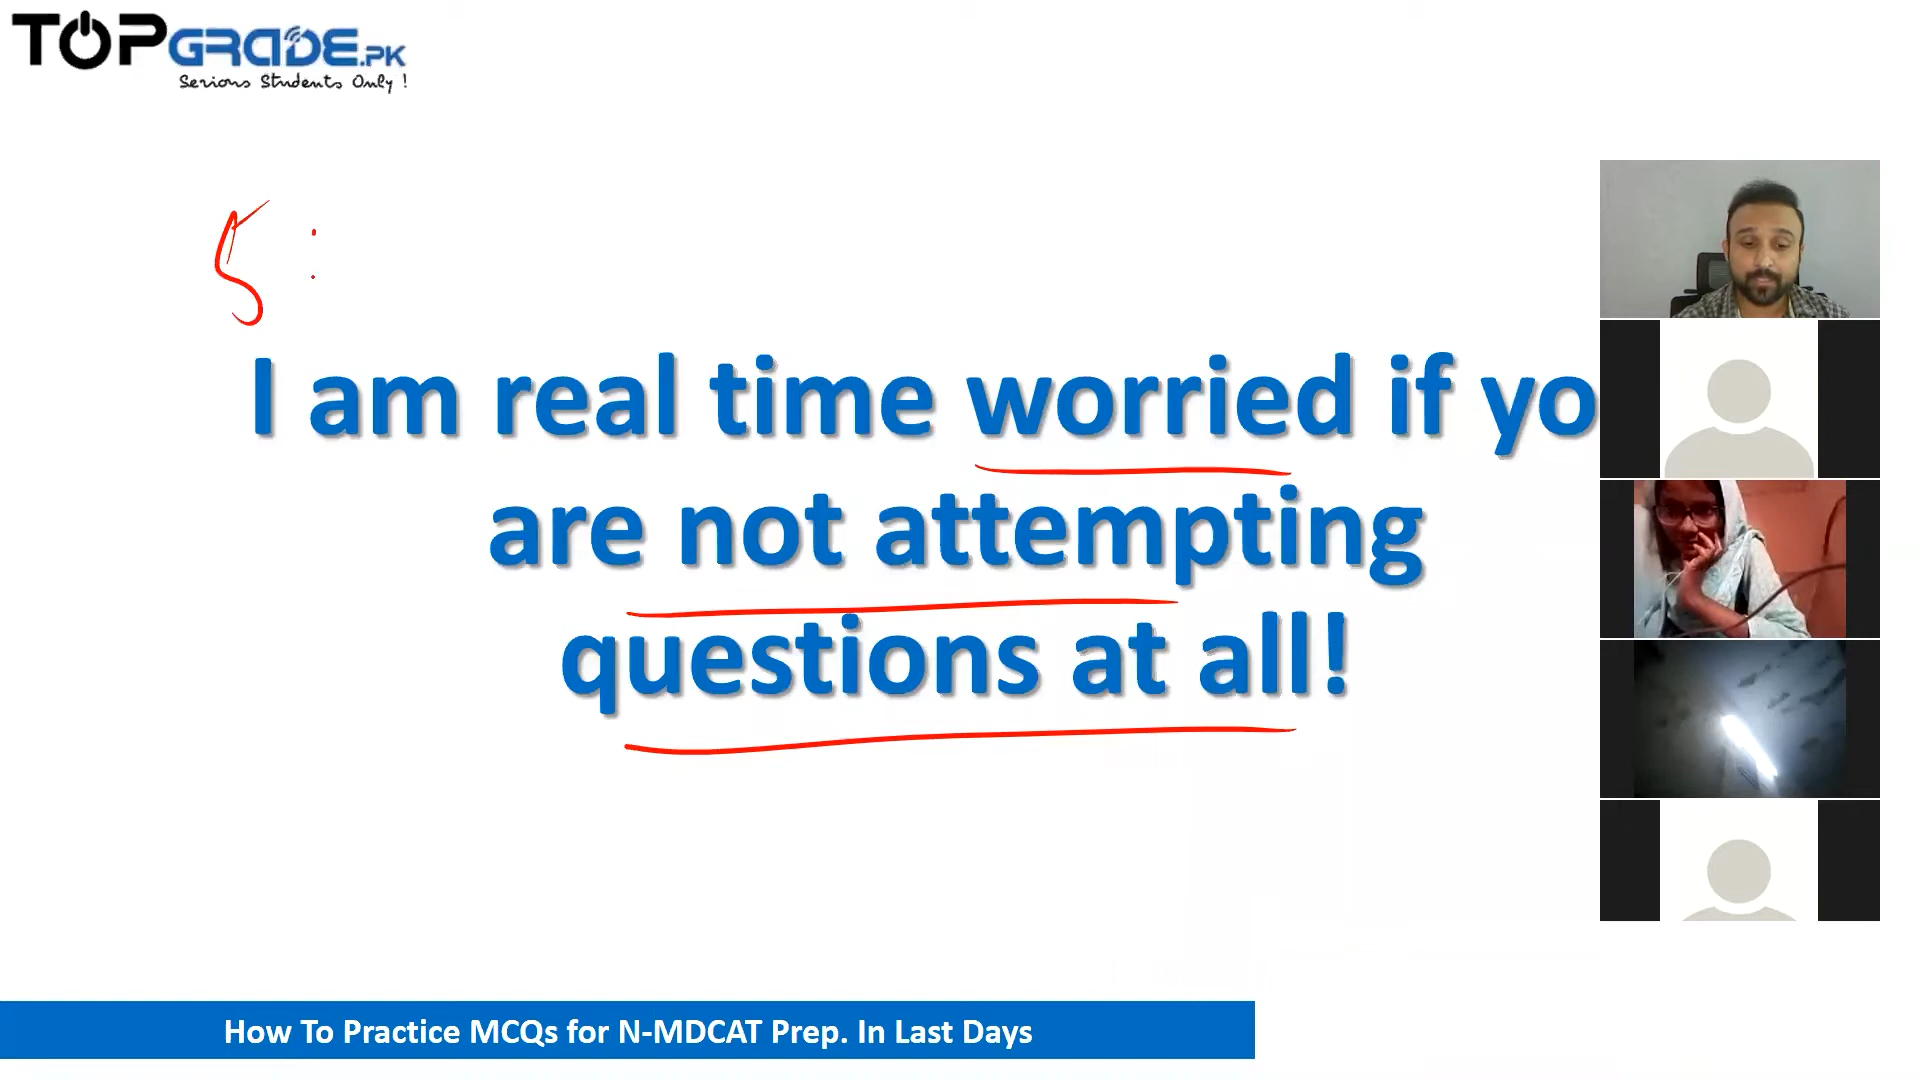 TOPGRADE.PK
Serious Students Only !
5 :
I am real time worried if yo
are not attempting
questions at all!
How To Practice MCQs for N-MDCAT Prep. In Last Days